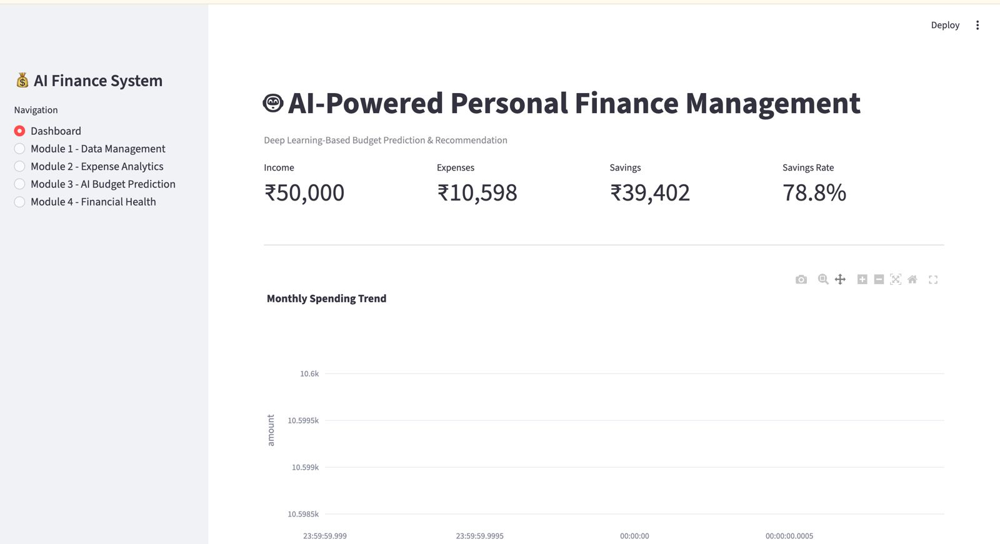 Deploy
💰 AI Finance System
Navigation
Dashboard
Module 1 - Data Management
Module 2 - Expense Analytics
Module 3 - AI Budget Prediction
Module 4 - Financial Health
AI-Powered Personal Finance Management
Deep Learning-Based Budget Prediction & Recommendation
Income
₹50,000
Expenses
₹10,598
Savings
₹39,402
Savings Rate
78.8%
Monthly Spending Trend
10.6k
10.5995k
10.599k
10.5985k
amount
23:59:59.999
23:59:59.9995
00:00:00
00:00:00.0005